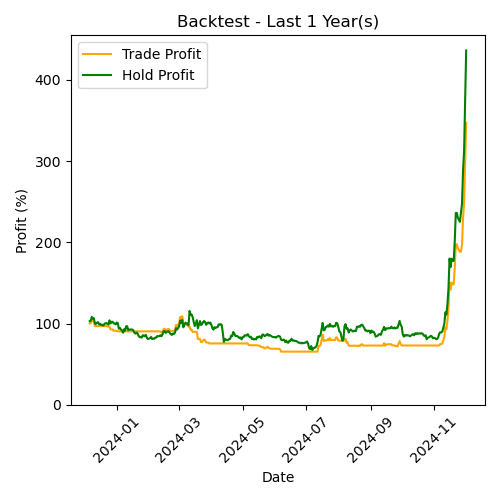 Backtest - Last 1 Year(s)
Trade Profit
Hold Profit
Profit (%)
400
300
200
100
0
2024-01
2024-03
2024-05
2024-07
2024-09
2024-11
Date